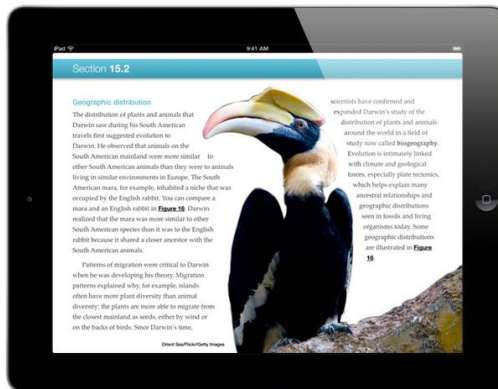 iPad
9:41 AM
Section 15.2
Geographic distribution
The distribution of plants and animals that
Darwin saw during his South American
travels first suggested evolution to
Darwin. He observed that animals on the
South American mainland were more similar to
other South American animals than they were to animals
living in similar environments in Europe. The South
American mara, for example, inhabited a niche that was
occupied by the English rabbit. You can compare a
mara and an English rabbit in Figure 16.
realized that the mara was more similar to other
South American species than it was to the English
rabbit because it shared a closer ancestor with the
South American animals.
Patterns of migration were critical to Darwin
when he was developing his theory. Migration
patterns explained why, for example, islands
often have more plant diversity than animal
diversity: the plants are more able to migrate from
the closest mainland as seeds, either by wind or
on the backs of birds. Since Darwin's time,
scientists have confirmed and
expanded Darwin's study of the
distribution of plants and animals
around the world in a field of
study now called biogeography.
Evolution is intimately linked
with climate and geological
forces, especially plate tectonics,
which helps explain many
ancestral relationships and
geographic distributions
seen in fossils and living
organisms today. Some
geographic distributions
are illustrated in Figure
16.
Orient Sea/Flickr/Getty Images